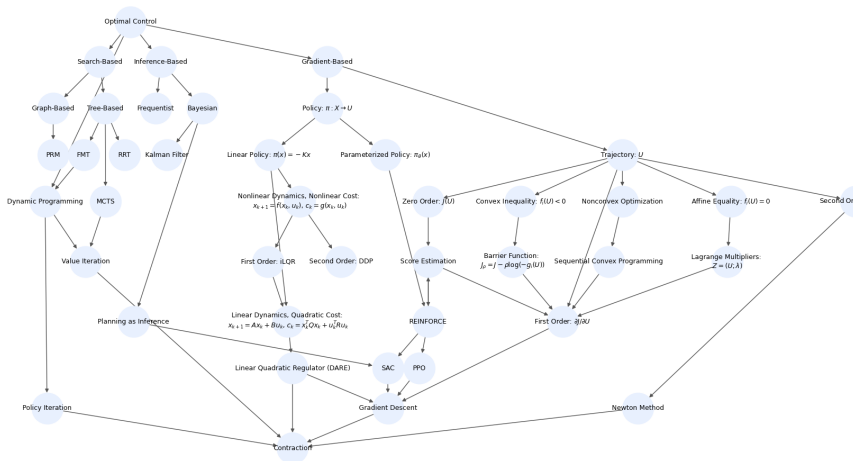 Optimal Control
Search-Based
Inference-Based
Gradient-Based
Graph-Based
Tree-Based
Frequentist
Bayesian
Policy: π : X → U
PRM
FMT
RRT
Kalman Filter
Linear Policy: π(x) = −Kx
Parameterized Policy: π_θ(x)
Trajectory: U
Dynamic Programming
MCTS
Nonlinear Dynamics, Nonlinear Cost:
x_{k+1} = f(x_k, u_k), c_k = g(x_k, u_k)
Zero Order: J(U)
Convex Inequality: f_i(U) < 0
Nonconvex Optimization
Affine Equality: f_i(U) = 0
Second Or
Value Iteration
First Order: iLQR
Second Order: DDP
Score Estimation
Barrier Function:
J_ρ = J − ρlog(−g_i(U))
Sequential Convex Programming
Lagrange Multipliers:
Z = (U; λ)
Planning as Inference
Linear Dynamics, Quadratic Cost:
x_{k+1} = Ax_k + Bu_k, c_k = x_k^T Qx_k + u_k^T Ru_k
REINFORCE
First Order: ∂J/∂U
Linear Quadratic Regulator (DARE)
SAC
PPO
Policy Iteration
Gradient Descent
Newton Method
Contraction